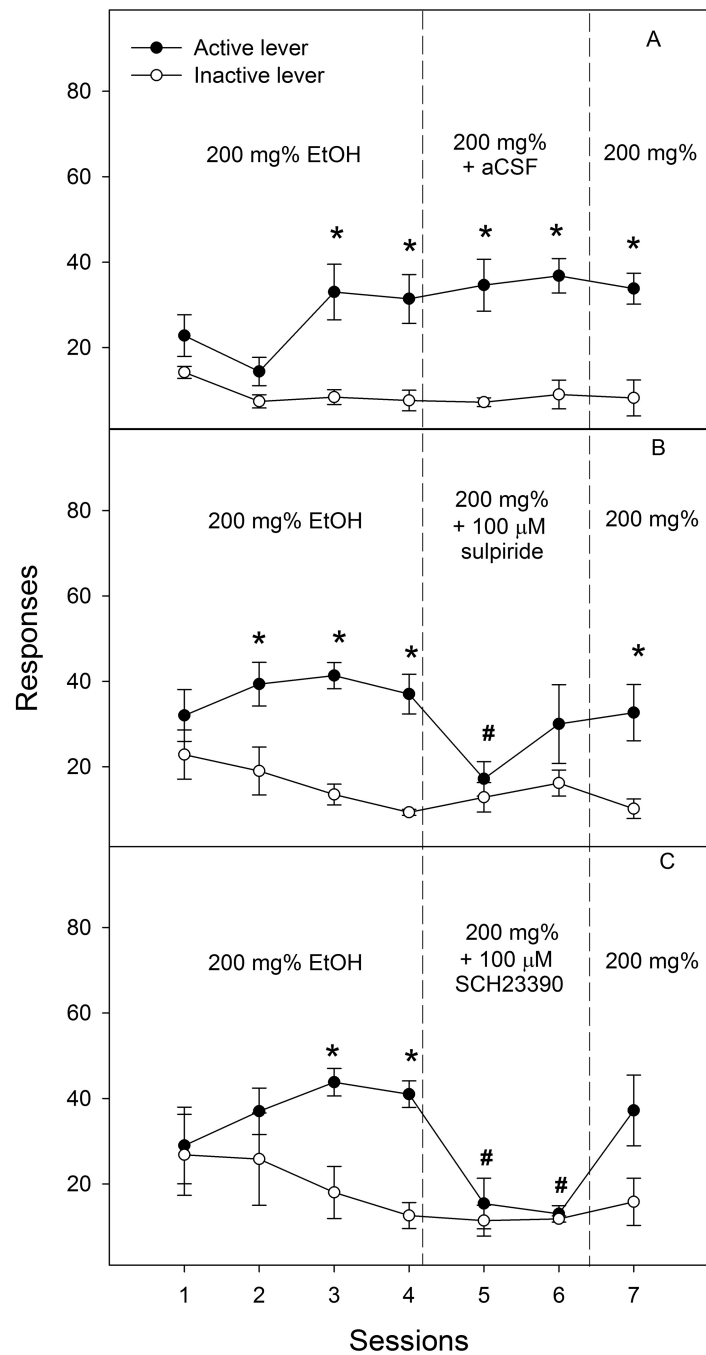 Active lever
Inactive lever
A
80
60
40
20
200 mg% EtOH
200 mg%
+ aCSF
200 mg%
*
*
*
*
*
B
80
60
40
20
200 mg% EtOH
200 mg%
+ 100 μM
sulpiride
200 mg%
*
*
*
#
*
Responses
C
80
60
40
20
200 mg% EtOH
200 mg%
+ 100 μM
SCH23390
200 mg%
*
*
#
#
1 2 3 4 5 6 7
Sessions